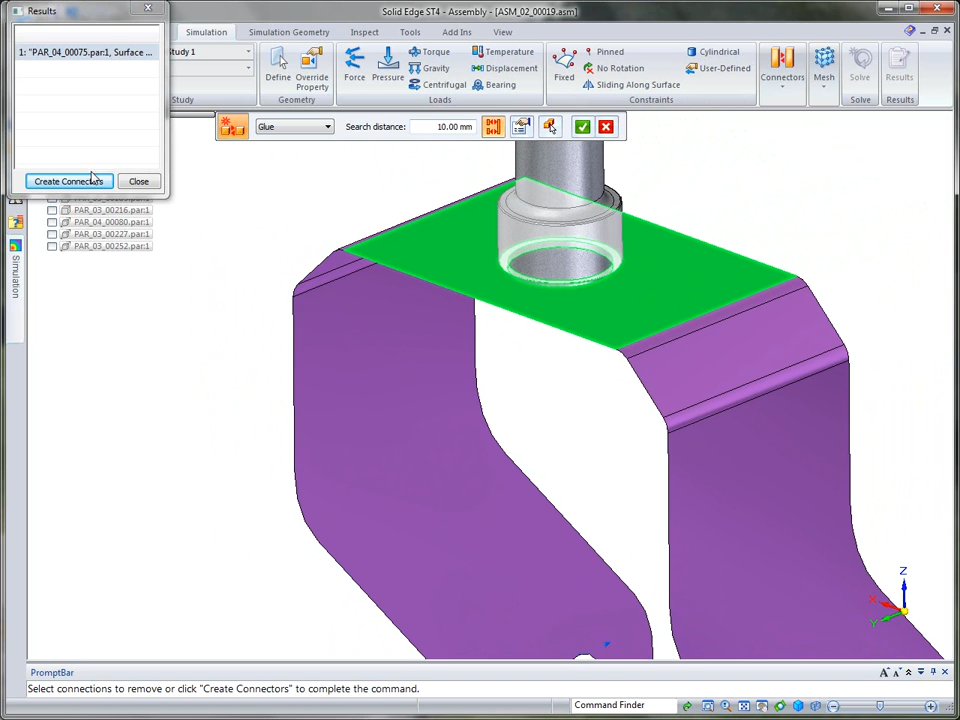 Results
Solid Edge ST4 - Assembly - [ASM_02_00019.asm]
Simulation
Simulation Geometry
Inspect
Tools
Add Ins
View
1: "PAR_04_00075.par:1, Surface ...
Study 1
Study
Define
Override Property
Geometry
Force
Pressure
Torque
Gravity
Centrifugal
Temperature
Displacement
Bearing
Loads
Fixed
Pinned
No Rotation
Sliding Along Surface
Cylindrical
User-Defined
Constraints
Connectors
Mesh
Solve
Solve
Results
Results
Glue
Search distance:
10.00 mm
Create Connectors
Close
PAR_03_00216.par:1
PAR_04_00080.par:1
PAR_03_00227.par:1
PAR_03_00252.par:1
Simulation
Z
X
Y
PromptBar
Select connections to remove or click "Create Connectors" to complete the command.
Command Finder